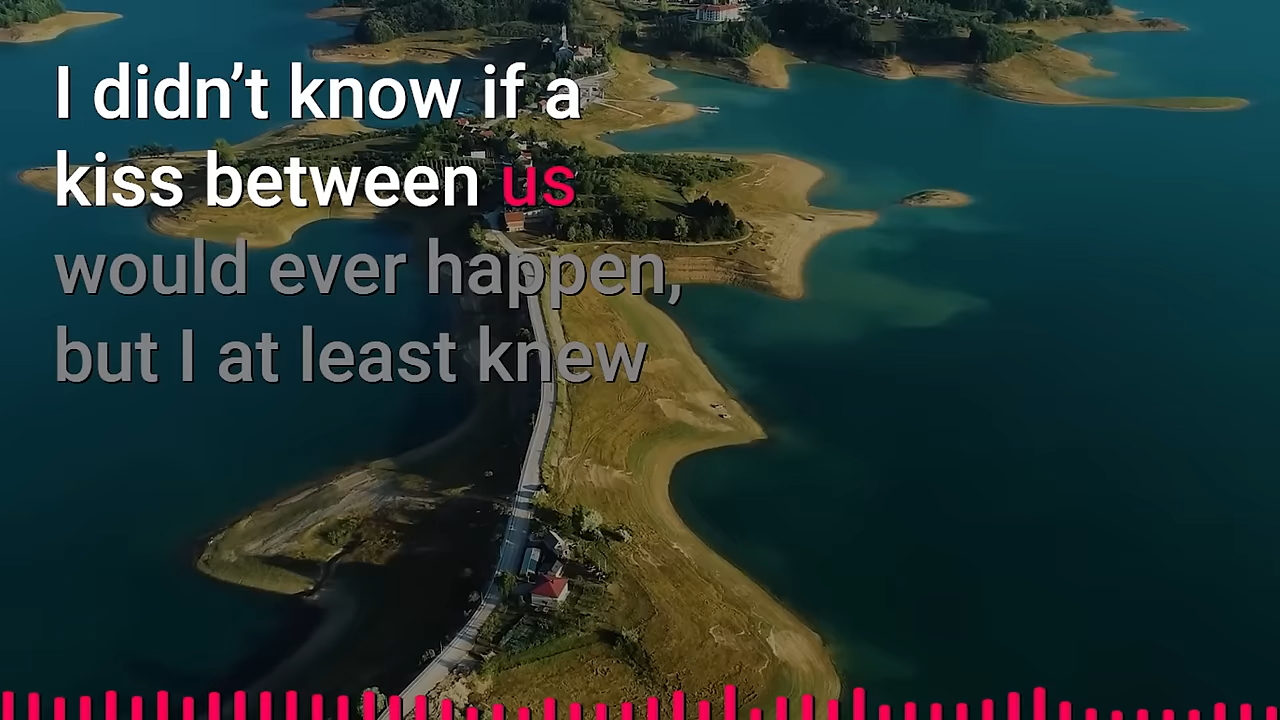 I didn’t know if a
kiss between us
would ever happen,
but I at least knew